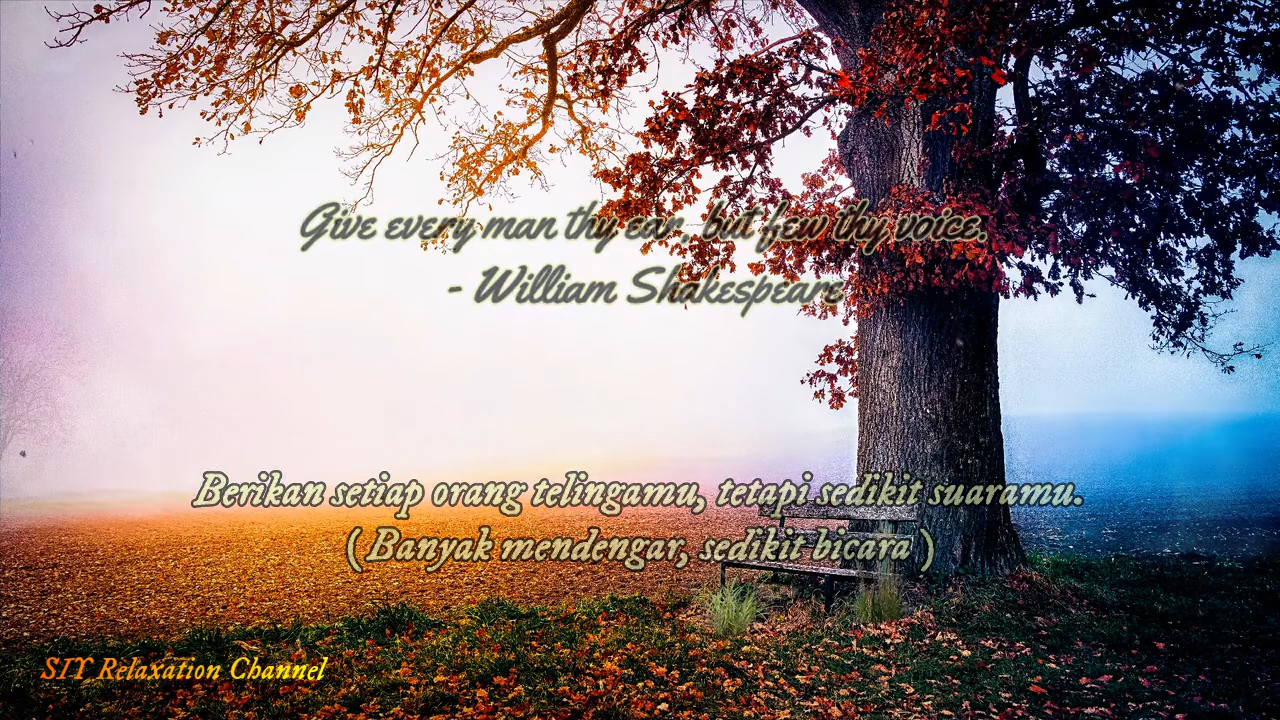 Give every man thy ear, but few thy voice.
- William Shakespeare
Berikan setiap orang telingamu, tetapi sedikit suaramu.
( Banyak mendengar, sedikit bicara )
SIY Relaxation Channel